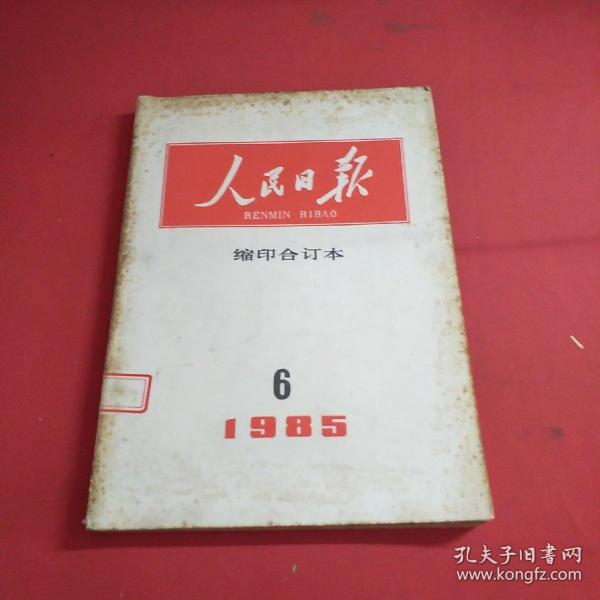 人民日报
RENMIN RIBAO
缩印合订本
6
1985
孔夫子旧书网
www.kongfz.com